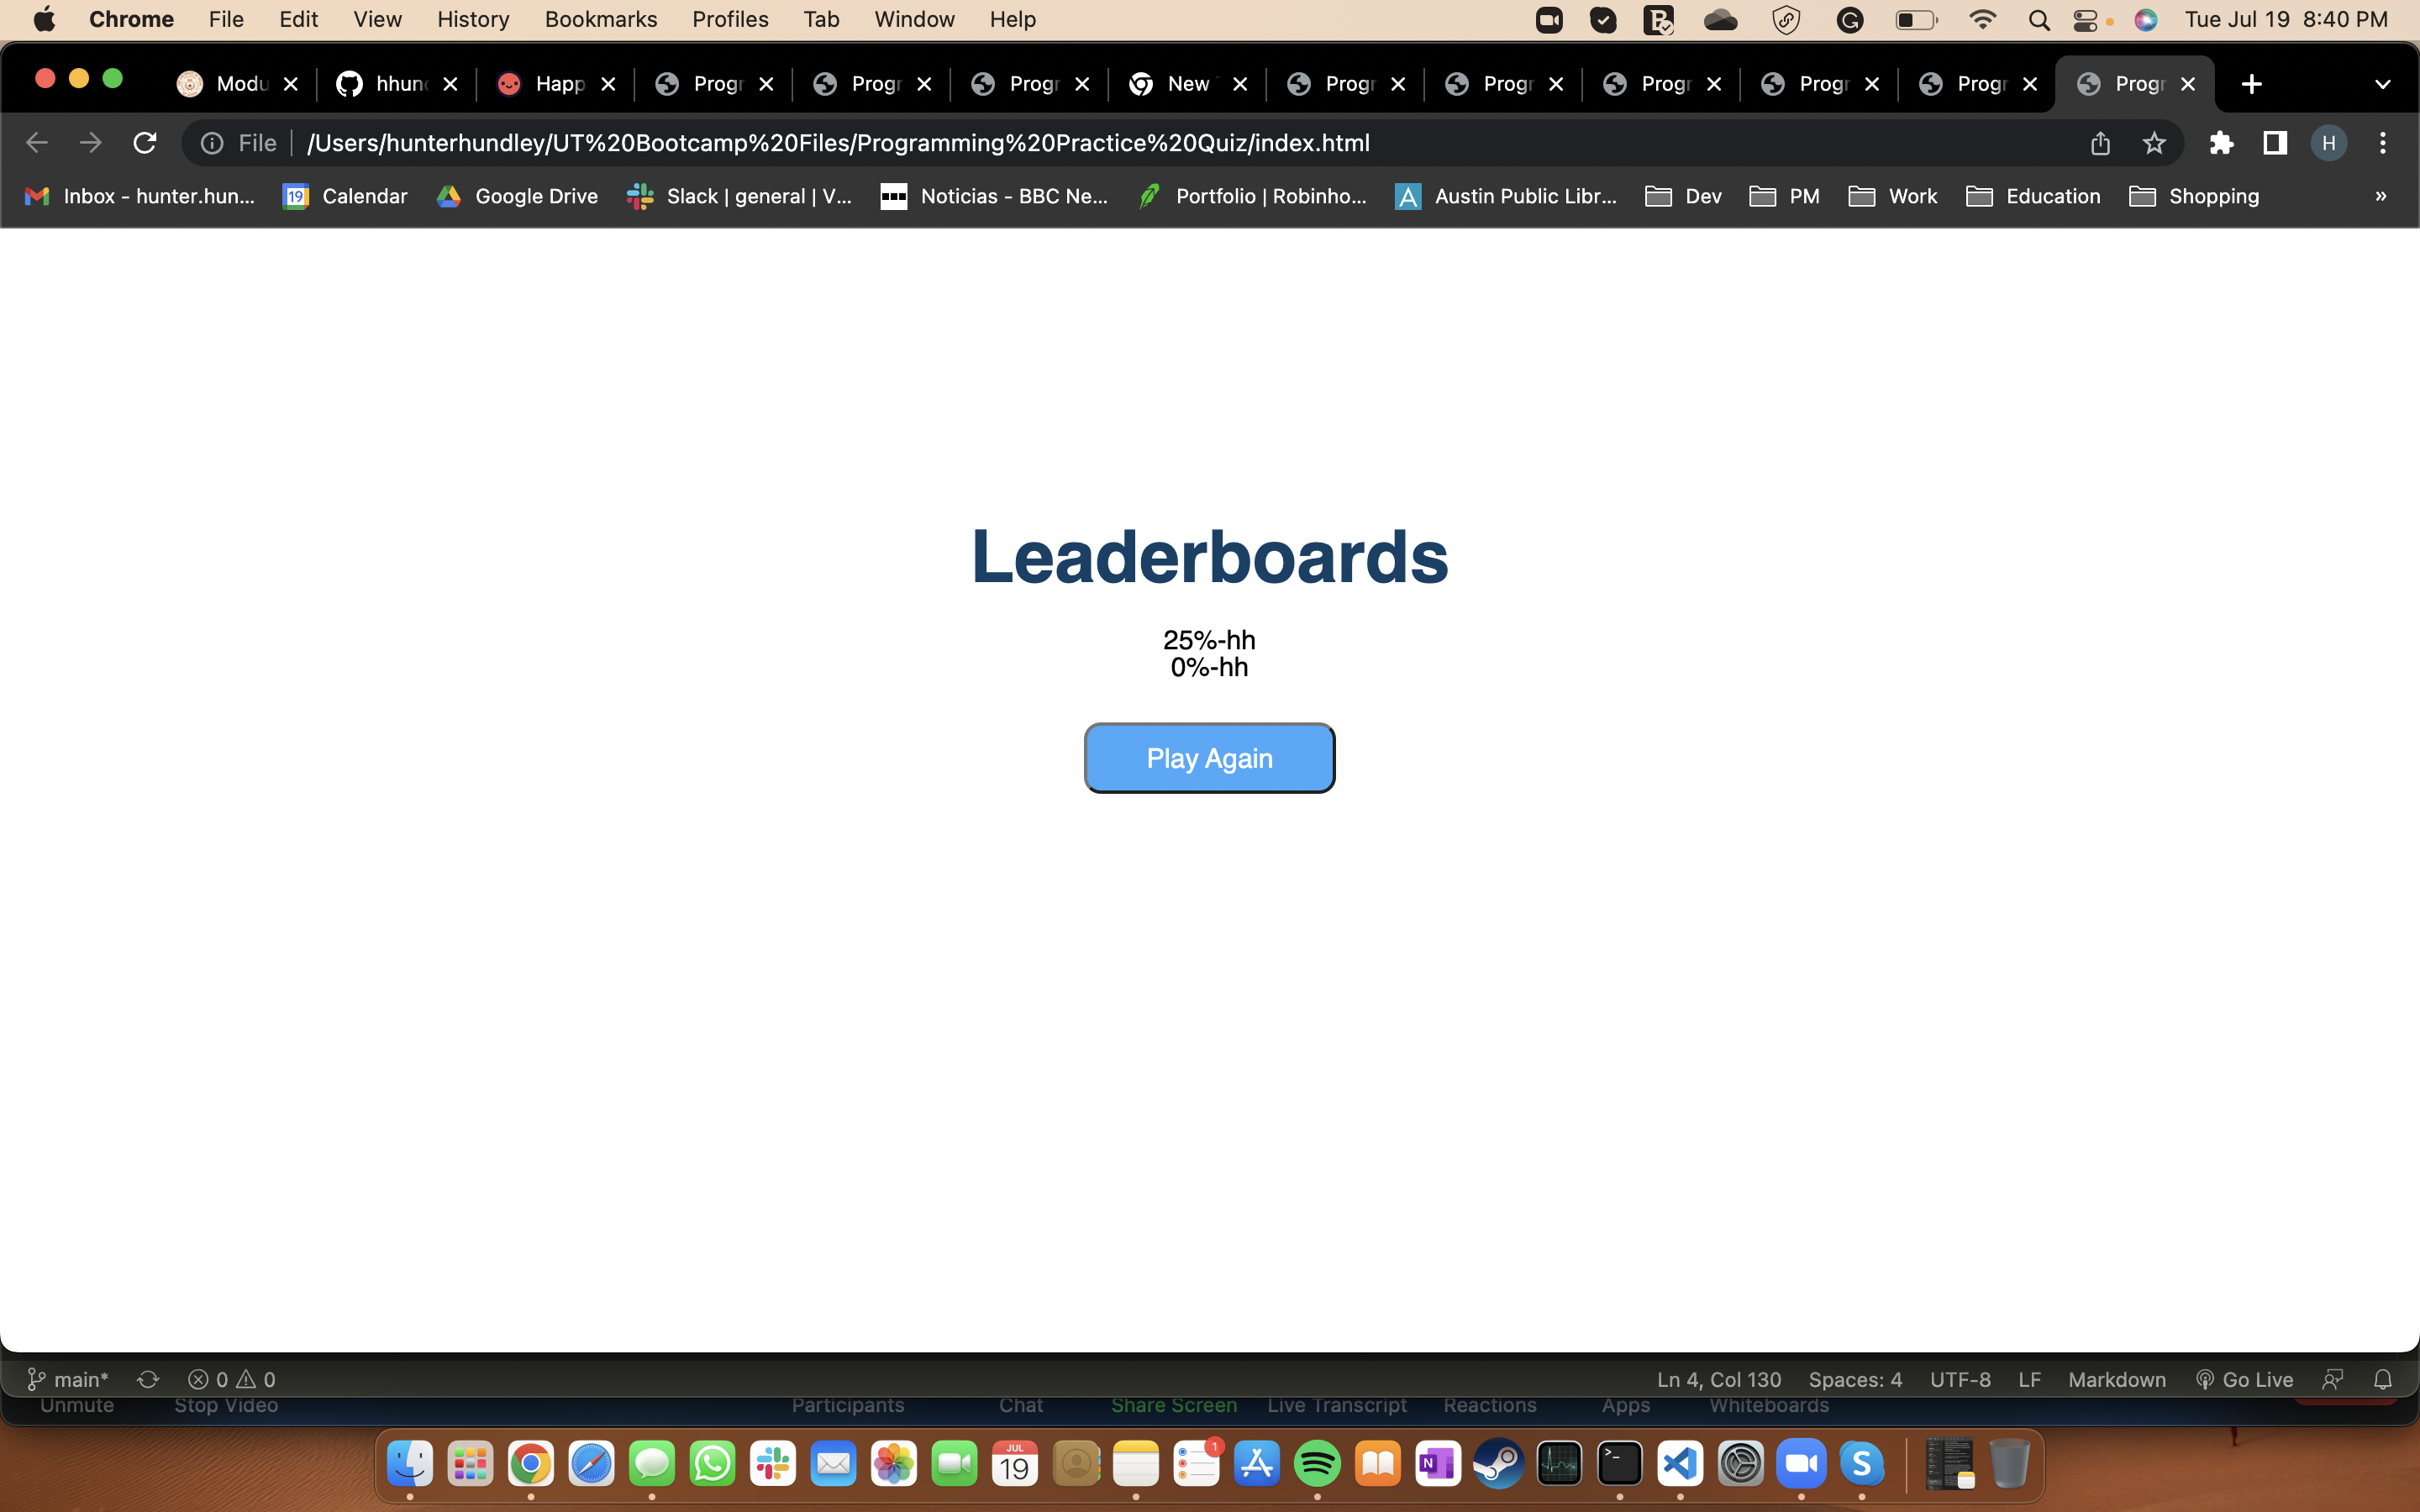 Chrome File Edit View History Bookmarks Profiles Tab Window Help Tue Jul 19 8:40 PM
Modu hhun Happ Progr Progr Progr New Progr Progr Progr Progr Progr Progr
File /Users/hunterhundley/UT%20Bootcamp%20Files/Programming%20Practice%20Quiz/index.html H
Inbox - hunter.hun... 19 Calendar Google Drive Slack | general | V... Noticias - BBC Ne... Portfolio | Robinho... A Austin Public Libr... Dev PM Work Education Shopping »
Leaderboards
25%-hh
0%-hh
Play Again
main* 0 0 Ln 4, Col 130 Spaces: 4 UTF-8 LF Markdown Go Live
Unmute Stop Video Participants Chat Share Screen Live Transcript Reactions Apps Whiteboards
JUL 19 1 N S